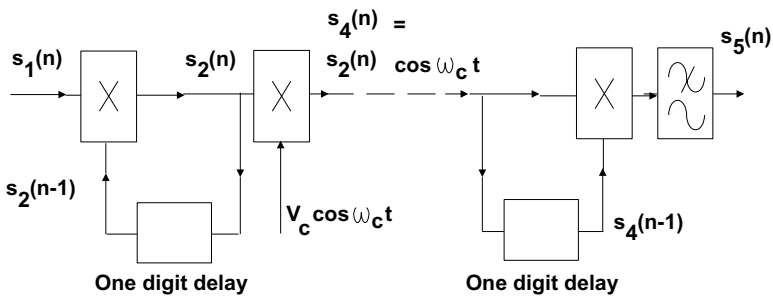 s4(n) =
s1(n)
s2(n)
s2(n) cos ωc t
s5(n)
s2(n-1)
Vc cos ωc t
s4(n-1)
One digit delay
One digit delay